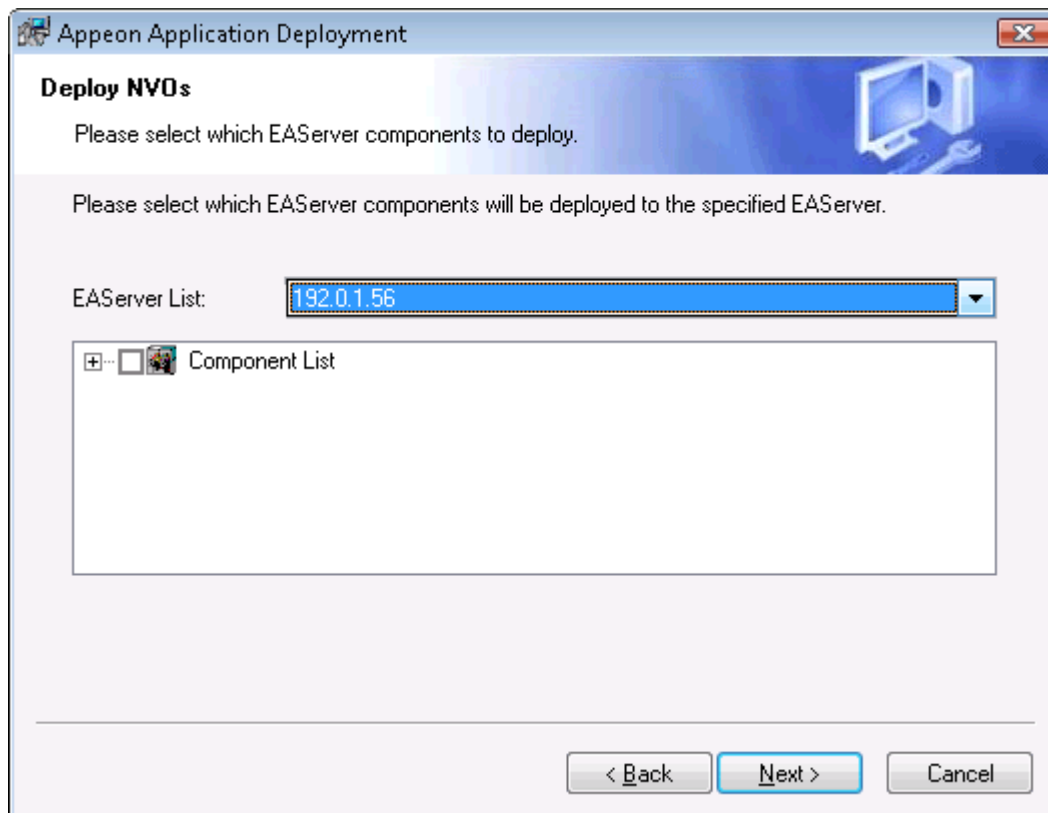 Appeon Application Deployment
Deploy NVOs
Please select which EAServer components to deploy.
Please select which EAServer components will be deployed to the specified EAServer.
EAServer List: 192.0.1.56
Component List
< Back Next > Cancel